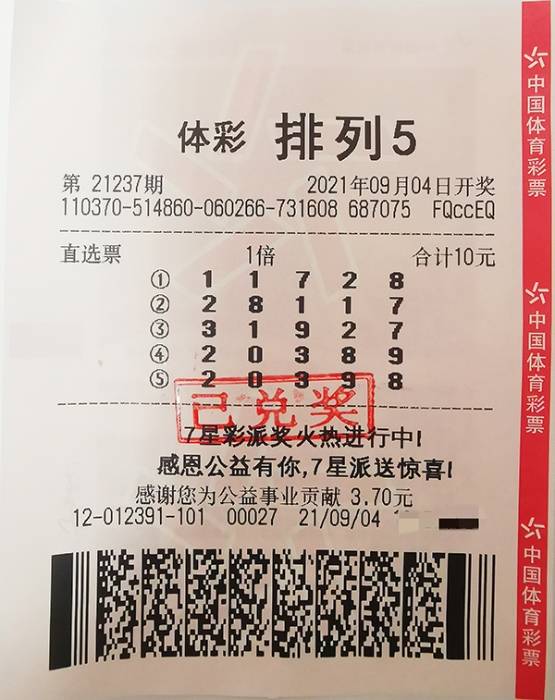 体彩 排列5
第 21237期 2021年09月04日开奖
110370-514860-060266-731608 687075 FQccEQ
直选票 1倍 合计10元
① 1 1 7 2 8
② 2 8 1 1 7
③ 3 1 9 2 7
④ 2 0 3 8 9
⑤ 2 0 3 9 8
已兑奖
7星彩派奖火热进行中!
感恩公益有你,7星派送惊喜!
感谢您为公益事业贡献 3.70元
12-012391-101 00027 21/09/04
中国体育彩票
中国体育彩票
中国体育彩票